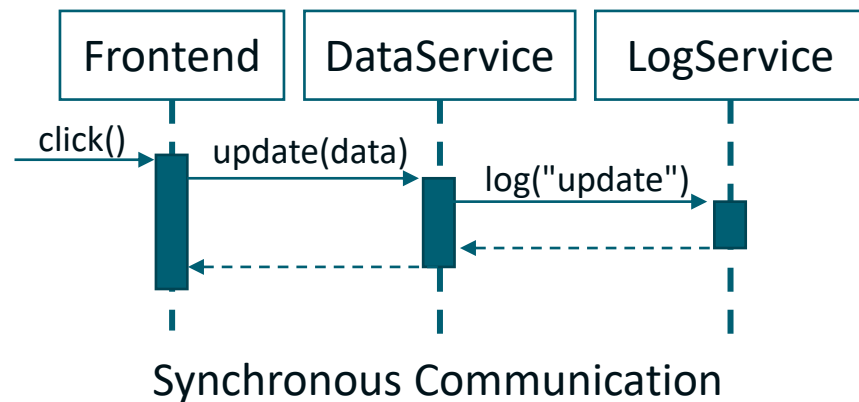 Frontend
DataService
LogService
click()
update(data)
log("update")
Synchronous Communication